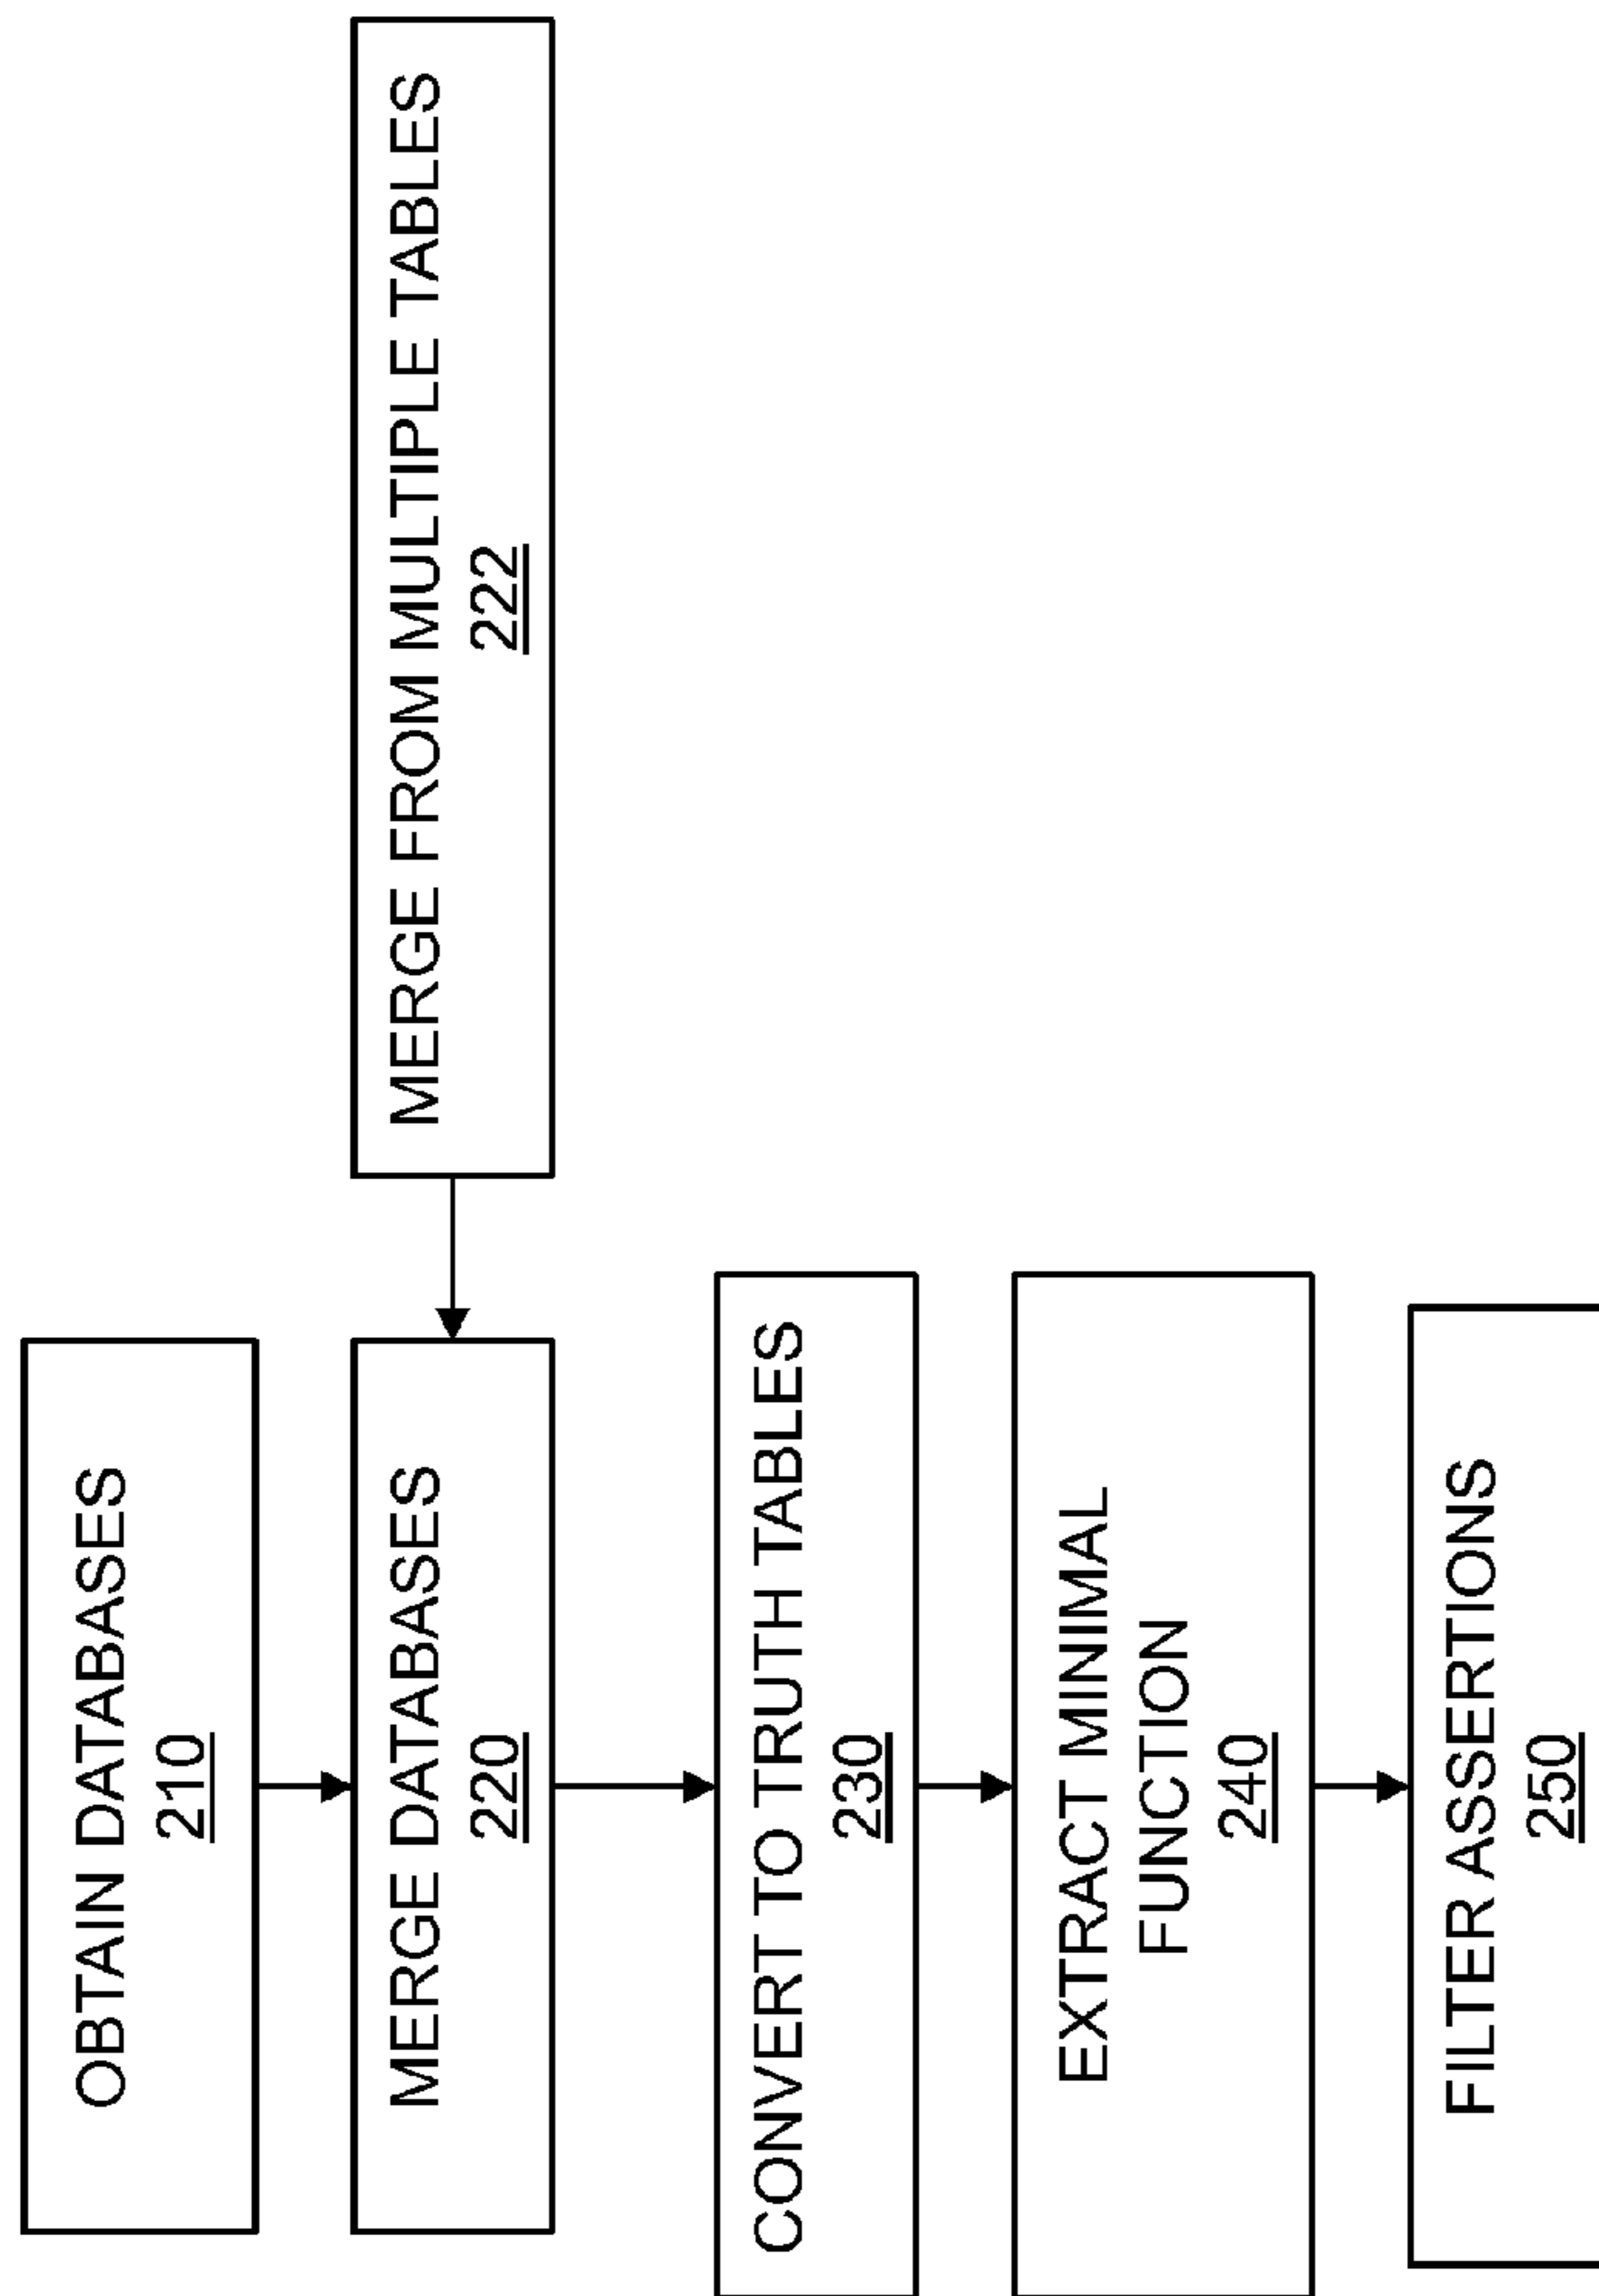 OBTAIN DATABASES
210
MERGE DATABASES
220
MERGE FROM MULTIPLE TABLES
222
CONVERT TO TRUTH TABLES
230
EXTRACT MINIMAL
FUNCTION
240
FILTER ASSERTIONS
250